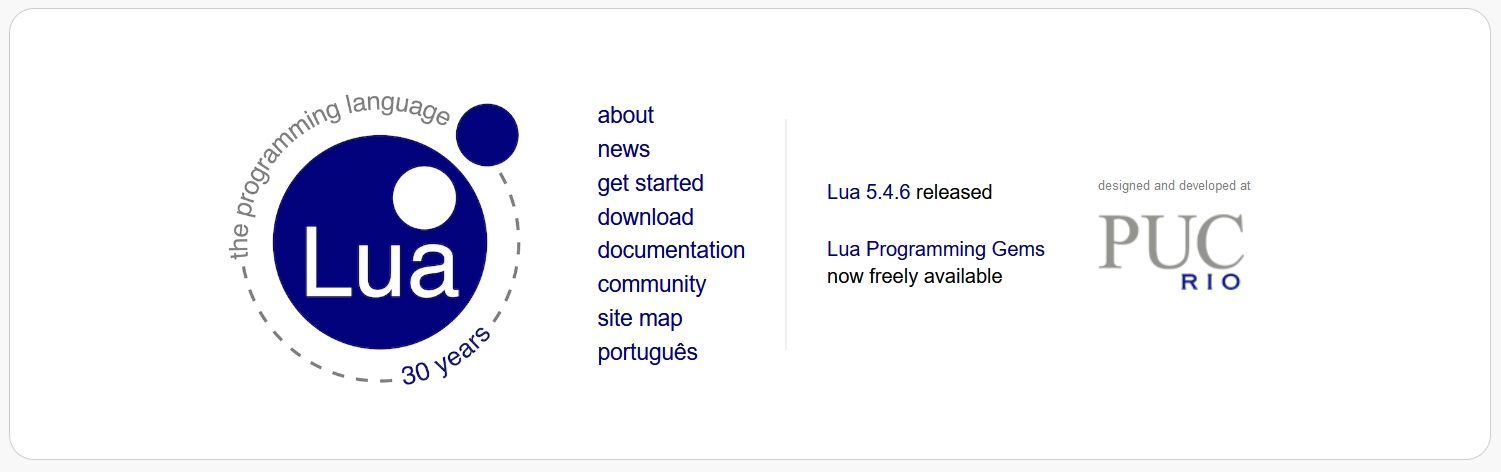 the programming language
Lua
30 years
about
news
get started
download
documentation
community
site map
português
Lua 5.4.6 released
Lua Programming Gems
now freely available
designed and developed at
PUC
RIO